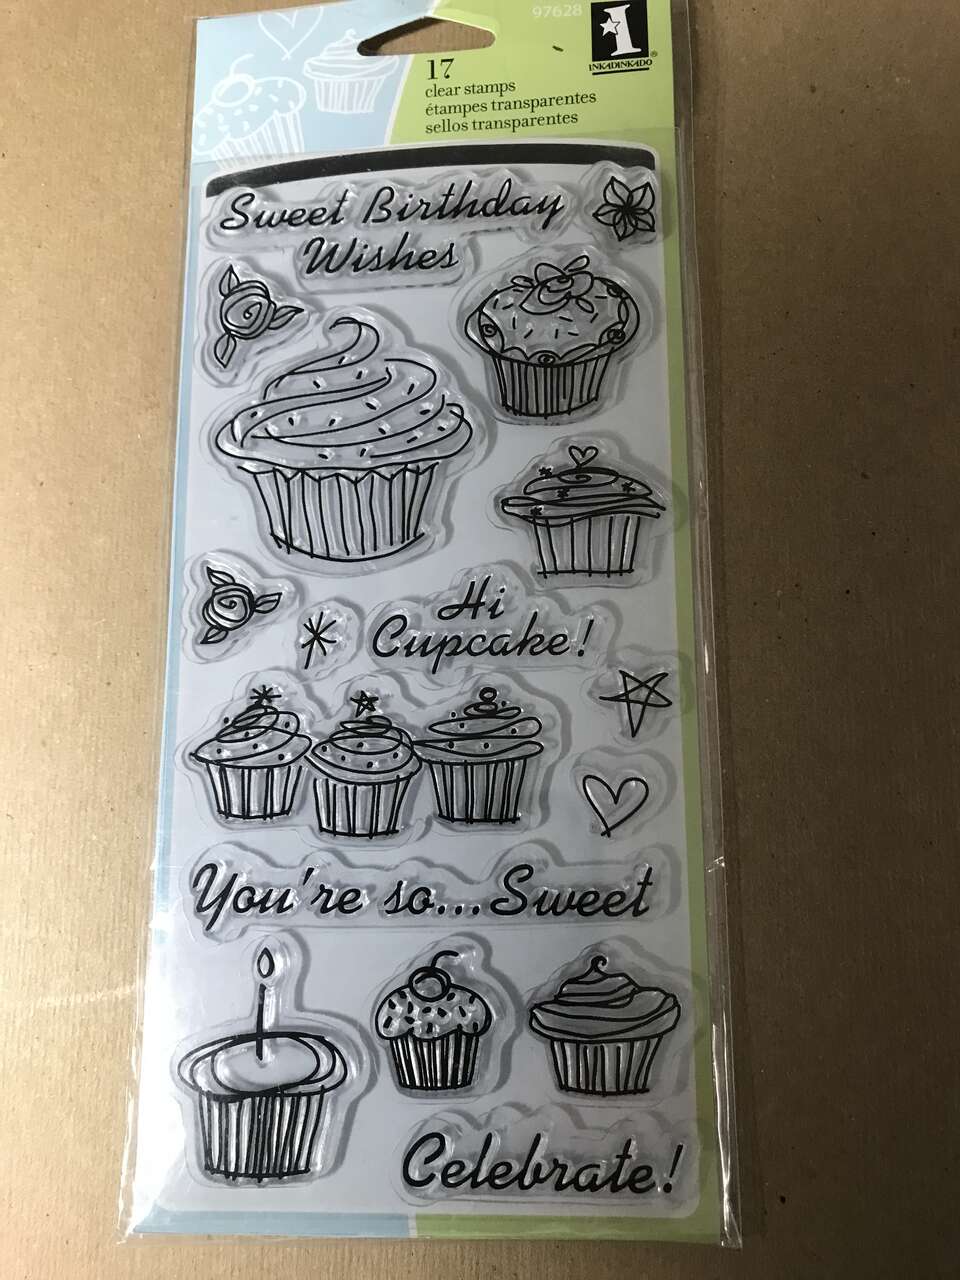 97628
1
INKADINKADO®
17
clear stamps
étampes transparentes
sellos transparentes
Sweet Birthday
Wishes
Hi
Cupcake!
You're so...Sweet
Celebrate!